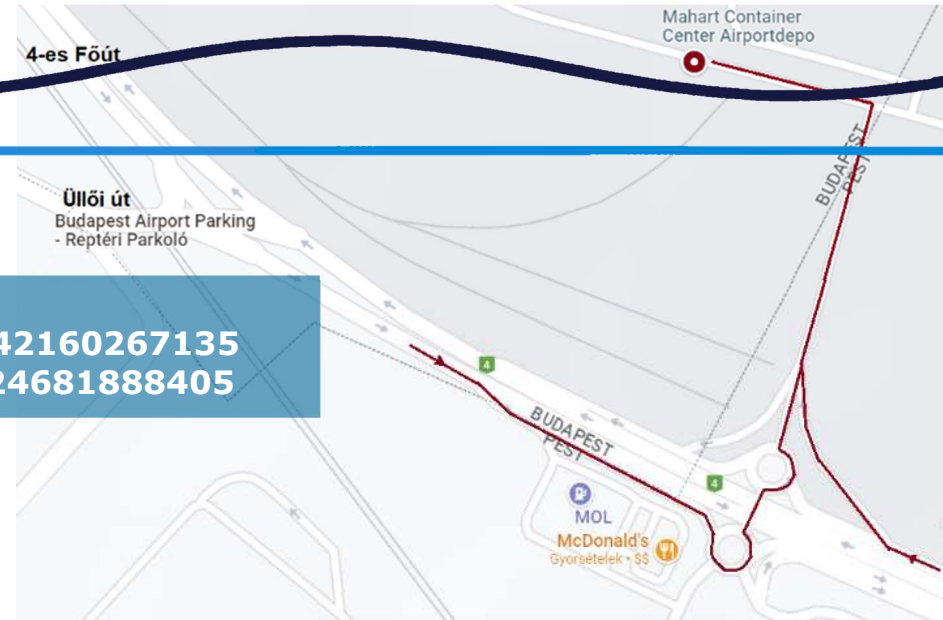 Mahart Container
Center Airportdepo
4-es Főút
BUDAPEST
PEST
Üllői út
Budapest Airport Parking
- Reptéri Parkoló
42160267135
24681888405
4
BUDAPEST
PEST
4
MOL
McDonald's
Gyorsételek · $$